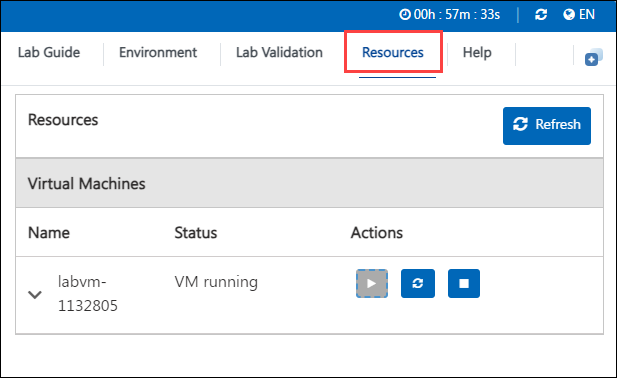 00h : 57m : 33s EN
Lab Guide Environment Lab Validation Resources Help
Resources Refresh
Virtual Machines
Name Status Actions
labvm- VM running
1132805